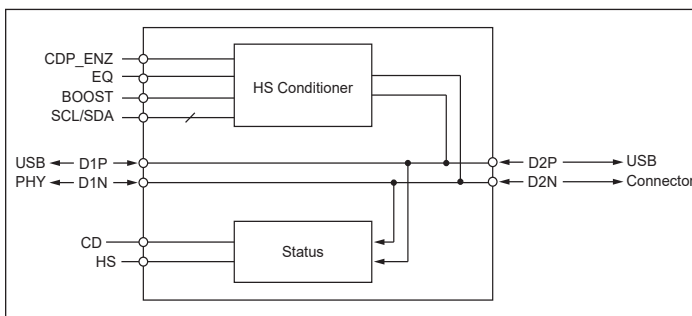 CDP_ENZ
EQ
BOOST
SCL/SDA
HS Conditioner
USB D1P D2P USB
PHY D1N D2N Connector
CD
HS
Status